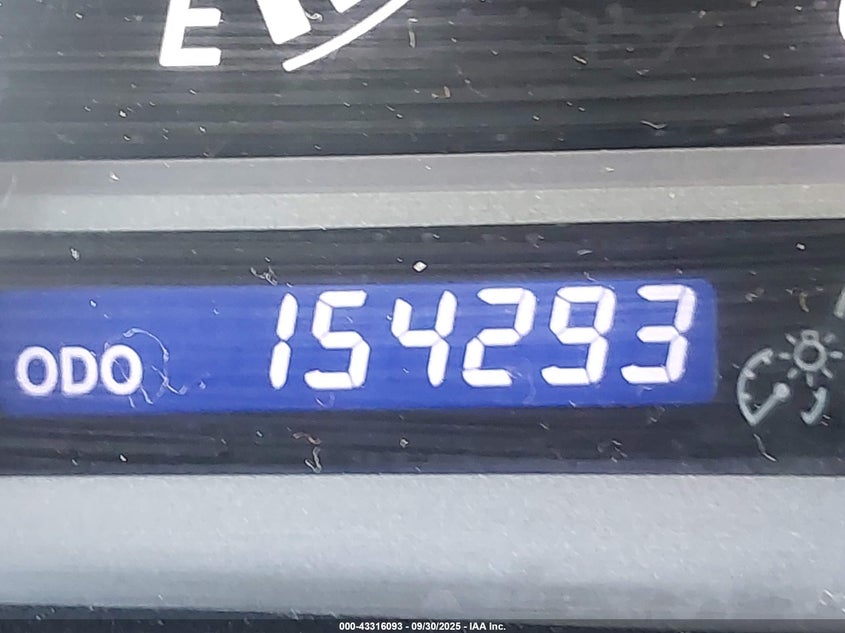 E
ODO 154293
000-43316093 - 09/30/2025 - IAA Inc.